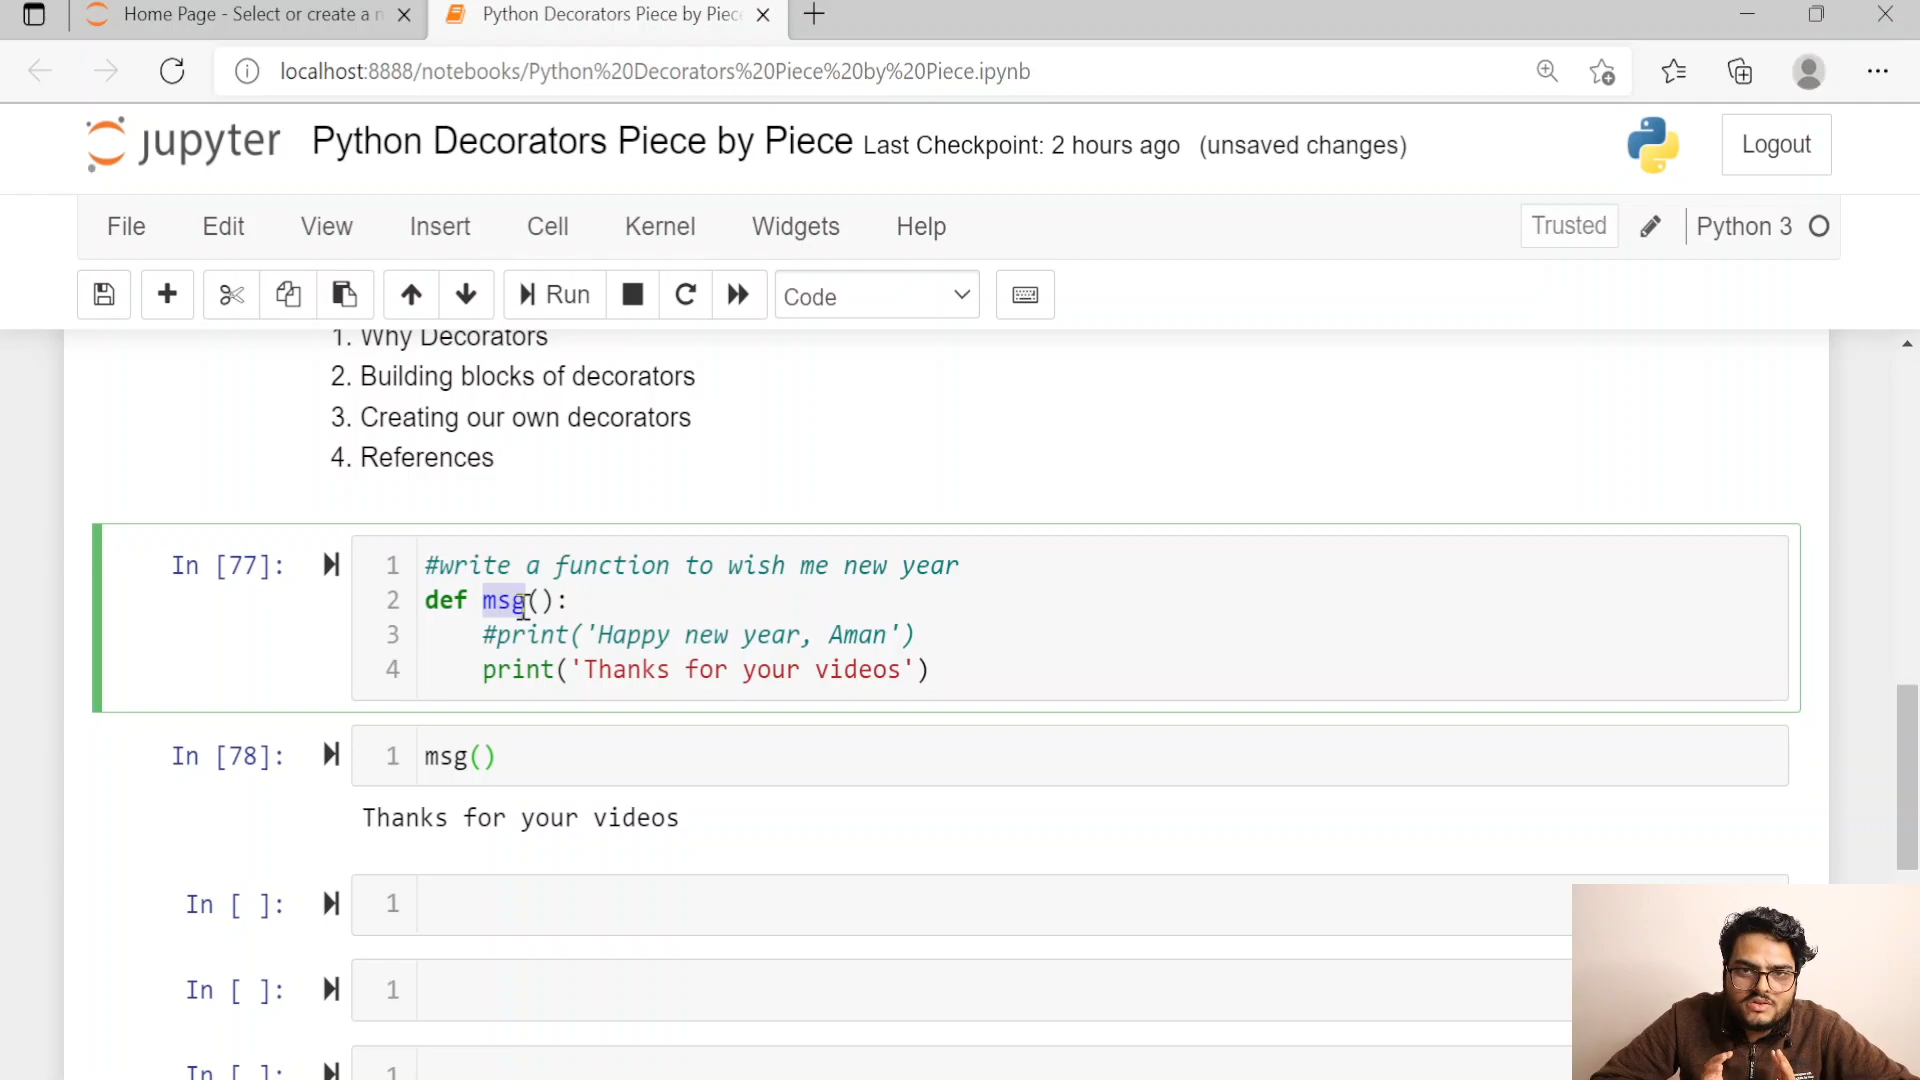 Home Page - Select or create a n
Python Decorators Piece by Piec
localhost:8888/notebooks/Python%20Decorators%20Piece%20by%20Piece.ipynb
jupyter Python Decorators Piece by Piece Last Checkpoint: 2 hours ago (unsaved changes)
Logout
File Edit View Insert Cell Kernel Widgets Help
Trusted Python 3
Run Code
1. Why Decorators
2. Building blocks of decorators
3. Creating our own decorators
4. References
In [77]: 1 #write a function to wish me new year
2 def msg():
3 #print('Happy new year, Aman')
4 print('Thanks for your videos')
In [78]: 1 msg()
Thanks for your videos
In [ ]: 1
In [ ]: 1
In [ ]: 1